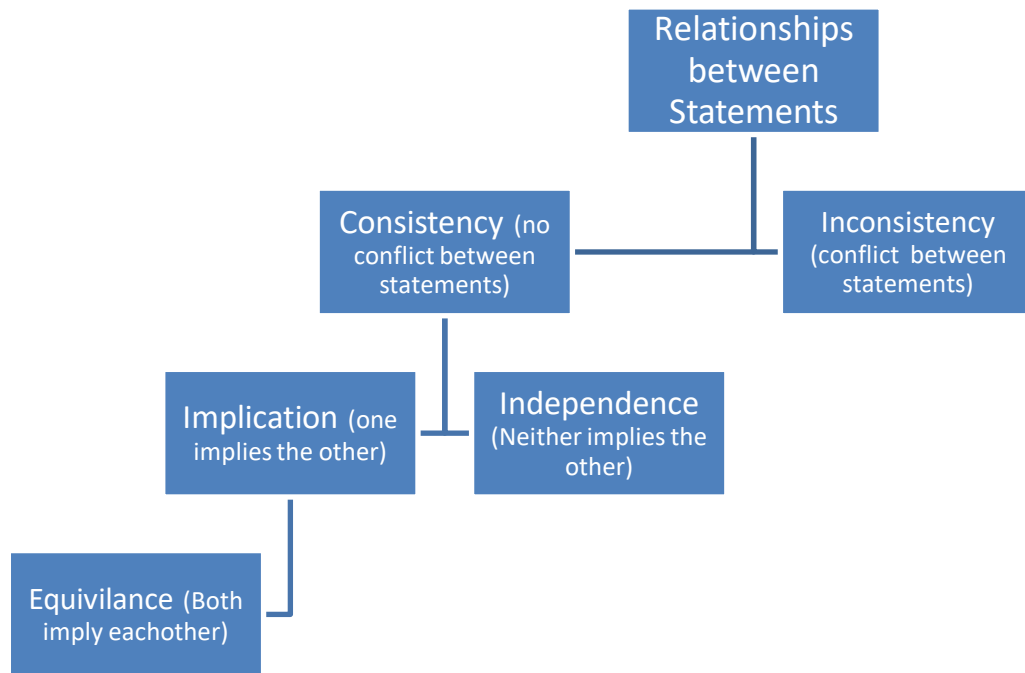 Relationships
between
Statements
Consistency (no
conflict between
statements)
Inconsistency
(conflict between
statements)
Implication (one
implies the other)
Independence
(Neither implies the
other)
Equivilance (Both
imply eachother)